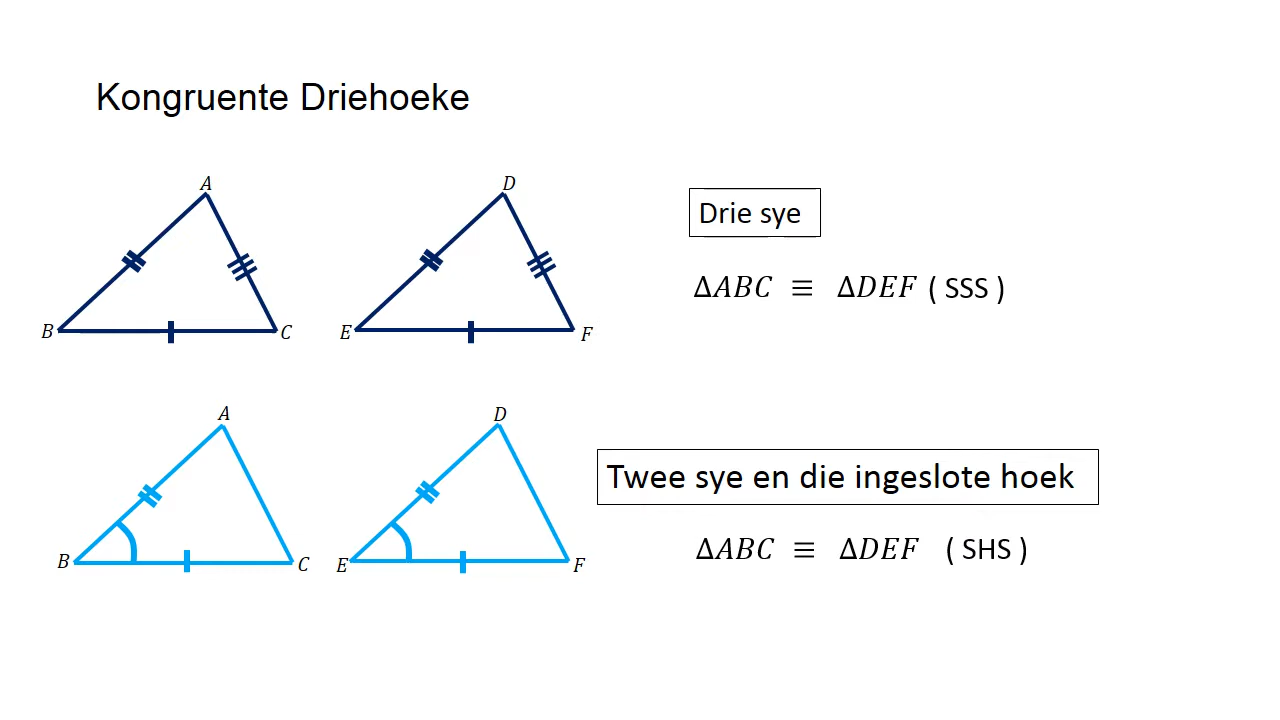 Kongruente Driehoeke
A
D
B
C
E
F
Drie sye
ΔABC ≡ ΔDEF ( SSS )
A
D
B
C
E
F
Twee sye en die ingeslote hoek
ΔABC ≡ ΔDEF ( SHS )